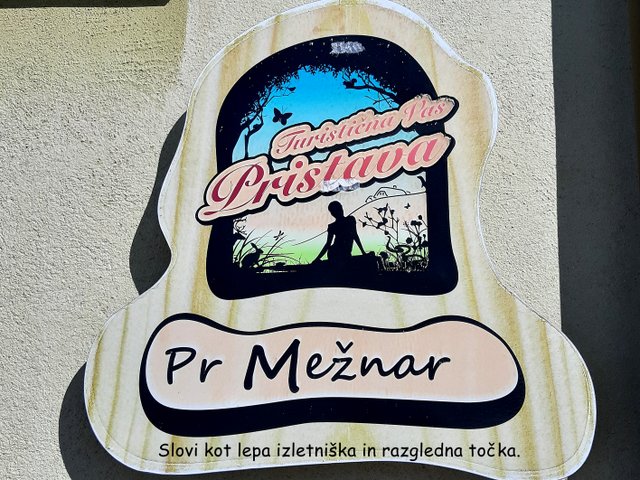 Turistična Vas
Pristava
Pr Mežnar
Slovi kot lepa izletniška in razgledna točka.